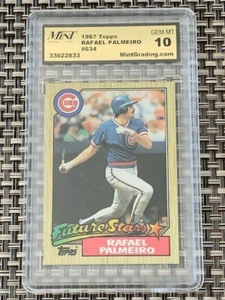 MINT
33022833
1987 Topps
RAFAEL PALMEIRO
#634
GEM MT
10
MintGrading.com
CUBS
Future Stars
topps
RAFAEL
PALMEIRO